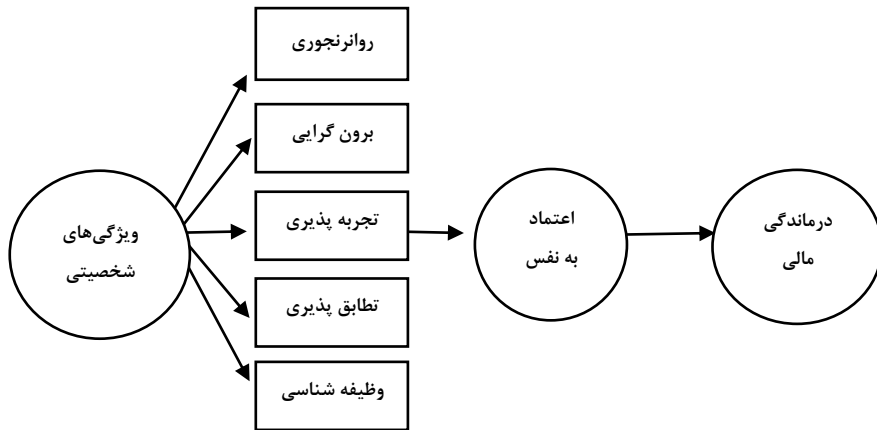 روانرنجوری
برون گرایی
تجربه پذیری
تطابق پذیری
وظیفه شناسی
ویژگی‌های
شخصیتی
اعتماد
به نفس
درماندگی
مالی